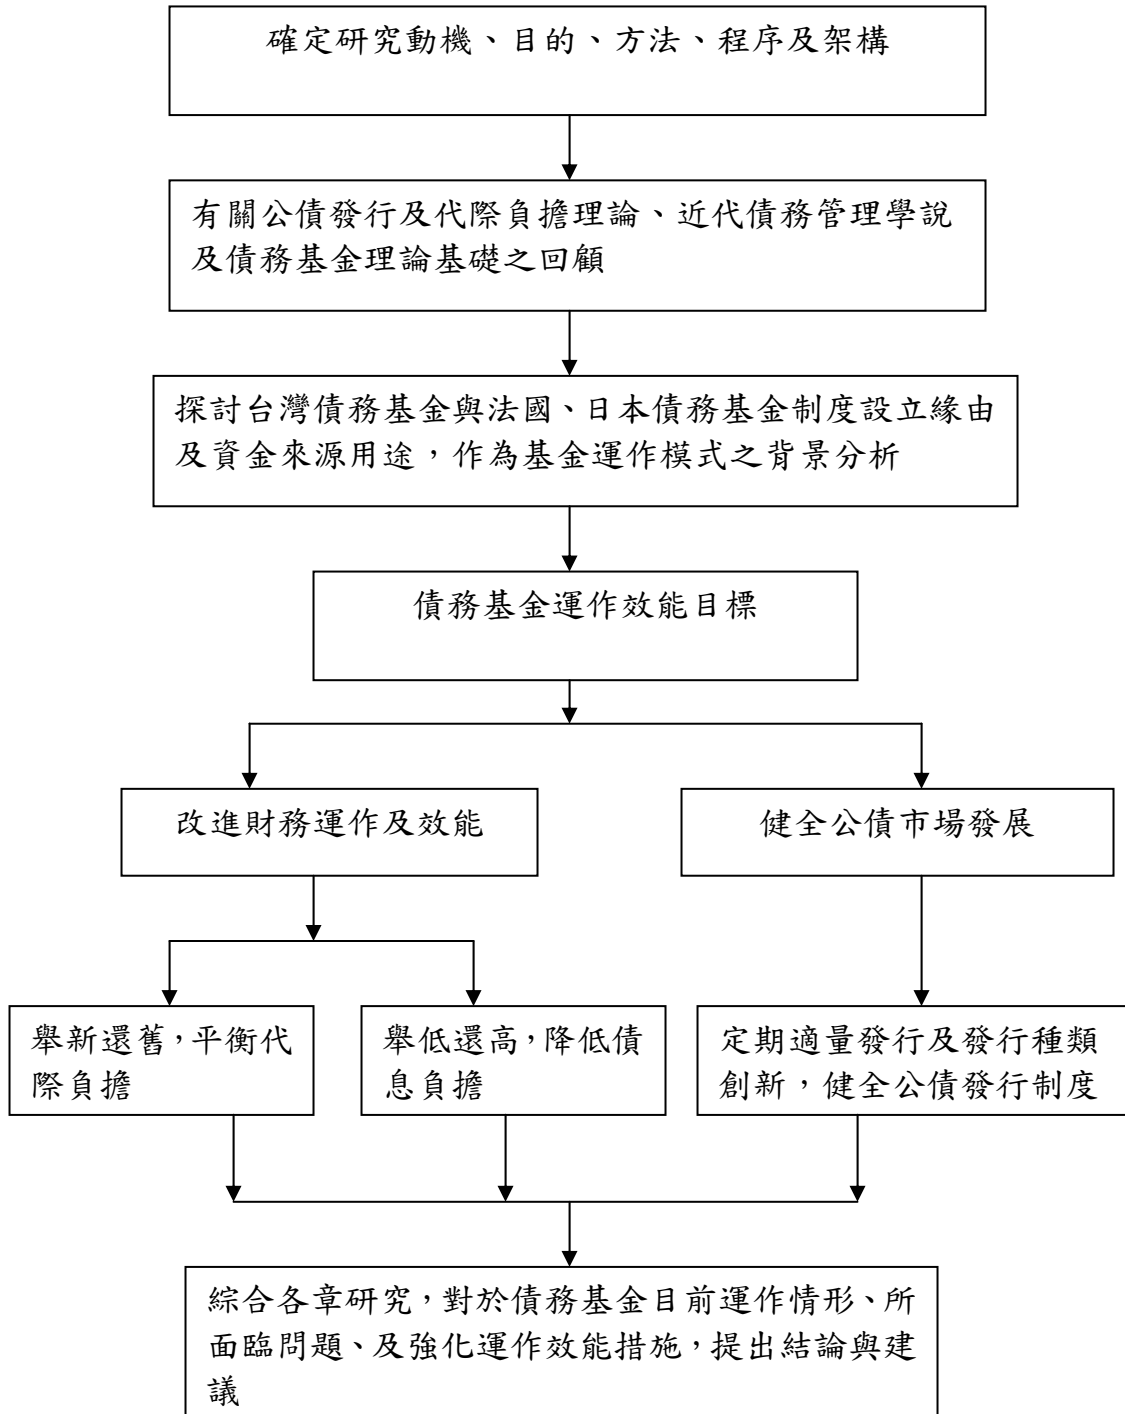 確定研究動機、目的、方法、程序及架構
有關公債發行及代際負擔理論、近代債務管理學說
及債務基金理論基礎之回顧
探討台灣債務基金與法國、日本債務基金制度設立緣由
及資金來源用途，作為基金運作模式之背景分析
債務基金運作效能目標
改進財務運作及效能
健全公債市場發展
舉新還舊，平衡代
際負擔
舉低還高，降低債
息負擔
定期適量發行及發行種類
創新，健全公債發行制度
綜合各章研究，對於債務基金目前運作情形、所
面臨問題、及強化運作效能措施，提出結論與建
議